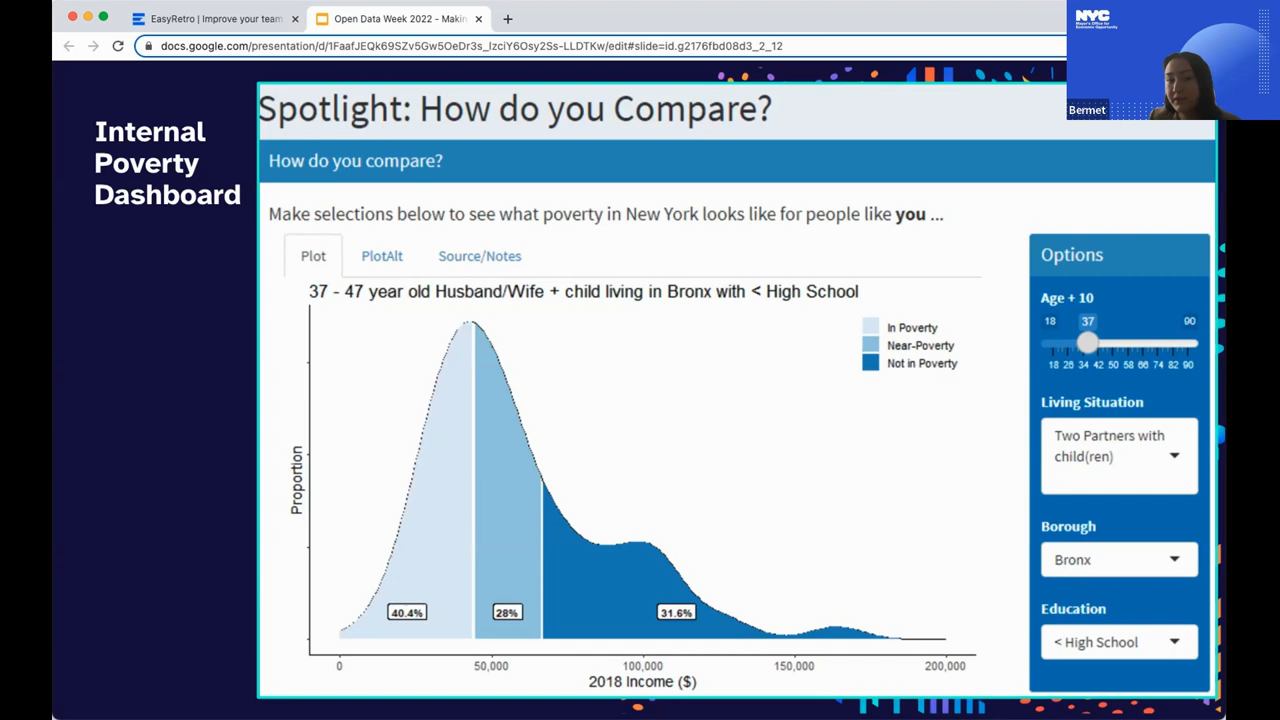 EasyRetro | Improve your team
Open Data Week 2022 - Makin
docs.google.com/presentation/d/1FaafJEQk69SZv5Gw5OeDr3s_IzciY6Osy2Ss-LLDTKw/edit#slide=id.g2176fbd08d3_2_12
NYC
Mayor's Office for
Economic Opportunity
Bermet
Internal
Poverty
Dashboard
Spotlight: How do you Compare?
How do you compare?
Make selections below to see what poverty in New York looks like for people like you ...
Plot
PlotAlt
Source/Notes
37 - 47 year old Husband/Wife + child living in Bronx with < High School
In Poverty
Near-Poverty
Not in Poverty
Proportion
40.4%
28%
31.6%
0
50,000
100,000
150,000
200,000
2018 Income ($)
Options
Age + 10
18
37
90
18 26 34 42 50 58 66 74 82 90
Living Situation
Two Partners with
child(ren)
Borough
Bronx
Education
< High School